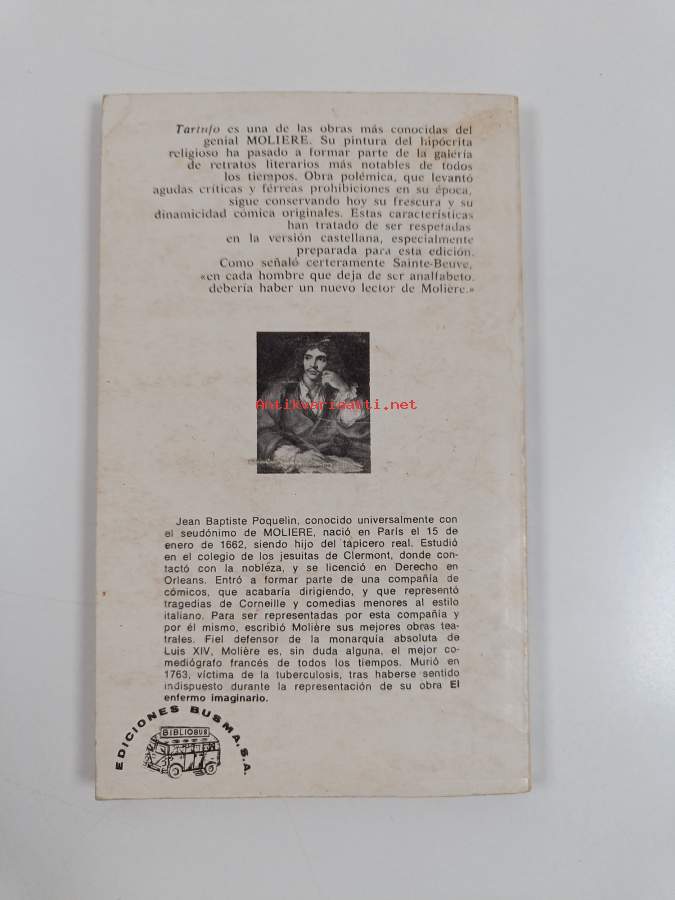 Tartufo es una de las obras más conocidas del
genial MOLIERE. Su pintura del hipócrita
religioso ha pasado a formar parte de la galería
de retratos literarios más notables de todos
los tiempos. Obra polémica, que levantó
agudas críticas y férreas prohibiciones en su época,
sigue conservando hoy su frescura y su
dinamicidad cómica originales. Estas características
han tratado de ser respetadas
en la versión castellana, especialmente
preparada para esta edición.
Como señaló certeramente Sainte-Beuve,
«en cada hombre que deja de ser analfabeto,
debería haber un nuevo lector de Molière.»
Antikvariaatti.net
Jean Baptiste Poquelin, conocido universalmente con
el seudónimo de MOLIERE, nació en París el 15 de
enero de 1662, siendo hijo del tapicero real. Estudió
en el colegio de los jesuitas de Clermont, donde con-
tactó con la nobleza, y se licenció en Derecho en
Orleans. Entró a formar parte de una compañía de
cómicos, que acabaría dirigiendo, y que representó
tragedias de Corneille y comedias menores al estilo
italiano. Para ser representadas por esta compañía y
por él mismo, escribió Molière sus mejores obras tea-
trales. Fiel defensor de la monarquía absoluta de
Luis XIV, Molière es, sin duda alguna, el mejor co-
mediógrafo francés de todos los tiempos. Murió en
1763, víctima de la tuberculosis, tras haberse sentido
indispuesto durante la representación de su obra El
enfermo imaginario.
EDICIONES BUSMA, S.A.
BIBLIOBUS